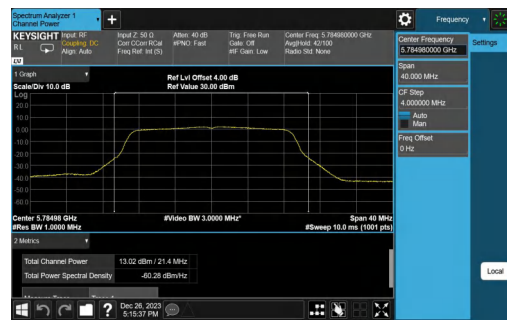 Spectrum Analyzer 1
Channel Power
+
Frequency
KEYSIGHT Input: RF
RL
Coupling: DC
Align: Auto
Input Z: 50 Ω
Corr CCorr RCal
Freq Ref: Int (S)
Atten: 40 dB
#PNO: Fast
Trig: Free Run
Gate: Off
#IF Gain: Low
Center Freq: 5.784980000 GHz
Avg|Hold: 42/100
Radio Std: None
LW
Center Frequency
5.784980000 GHz
Settings
Span
40.000 MHz
CF Step
4.000000 MHz
Auto
Man
Freq Offset
0 Hz
Local
1 Graph
Scale/Div 10.0 dB
Ref Lvl Offset 4.00 dB
Ref Value 30.00 dBm
Log
20.0
10.0
0.00
-10.0
-20.0
-30.0
-40.0
-50.0
-60.0
Center 5.78498 GHz
#Res BW 1.0000 MHz
#Video BW 3.0000 MHz*
Span 40 MHz
#Sweep 10.0 ms (1001 pts)
2 Metrics
Total Channel Power 13.02 dBm / 21.4 MHz
Total Power Spectral Density -60.28 dBm/Hz
?
Dec 26, 2023
5:15:37 PM